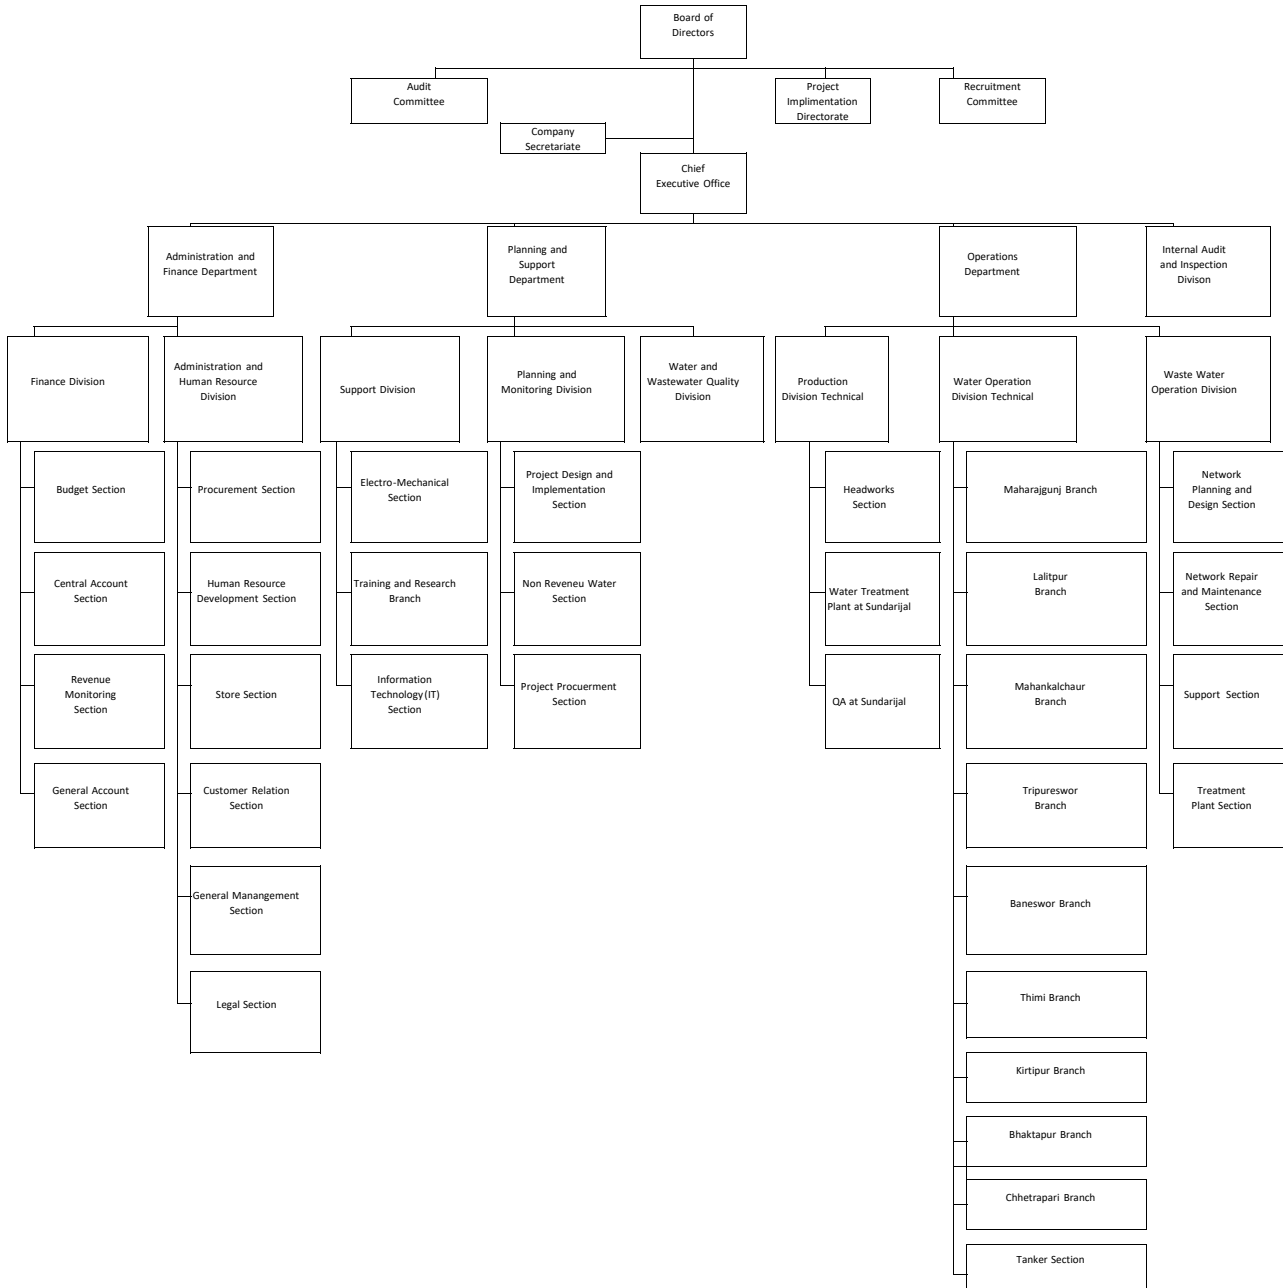 Board of
Directors
Audit
Committee
Project
Implimentation
Directorate
Recruitment
Committee
Company
Secretariate
Chief
Executive Office
Administration and
Finance Department
Planning and
Support
Department
Operations
Department
Internal Audit
and Inspection
Divison
Finance Division
Administration and
Human Resource
Division
Support Division
Planning and
Monitoring Division
Water and
Wastewater Quality
Division
Production
Division Technical
Water Operation
Division Technical
Waste Water
Operation Division
Budget Section
Procurement Section
Electro-Mechanical
Section
Project Design and
Implementation
Section
Headworks
Section
Maharajgunj Branch
Network
Planning and
Design Section
Central Account
Section
Human Resource
Development Section
Training and Research
Branch
Non Reveneu Water
Section
Water Treatment
Plant at Sundarijal
Lalitpur
Branch
Network Repair
and Maintenance
Section
Revenue
Monitoring
Section
Store Section
Information
Technology(IT)
Section
Project Procuerment
Section
QA at Sundarijal
Mahankalchaur
Branch
Support Section
General Account
Section
Customer Relation
Section
Tripureswor
Branch
Treatment
Plant Section
General Manangement
Section
Baneswor Branch
Legal Section
Thimi Branch
Kirtipur Branch
Bhaktapur Branch
Chhetrapari Branch
Tanker Section